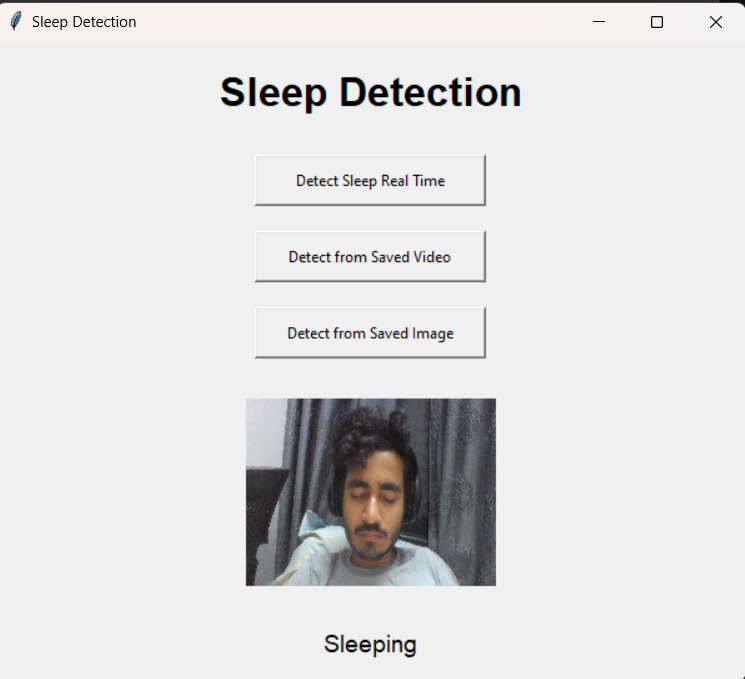 Sleep Detection
Sleep Detection
Detect Sleep Real Time
Detect from Saved Video
Detect from Saved Image
Sleeping